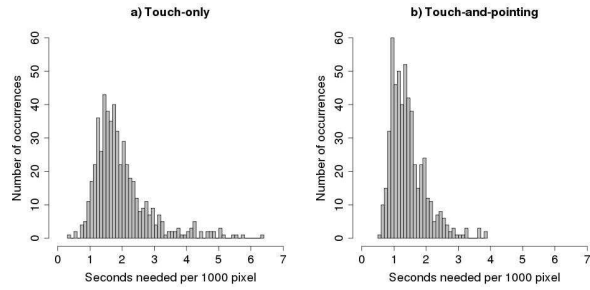 a) Touch-only
b) Touch-and-pointing
Number of occurrences
60
50
40
30
20
10
0
0 1 2 3 4 5 6 7
Seconds needed per 1000 pixel
Number of occurrences
60
50
40
30
20
10
0
0 1 2 3 4 5 6 7
Seconds needed per 1000 pixel